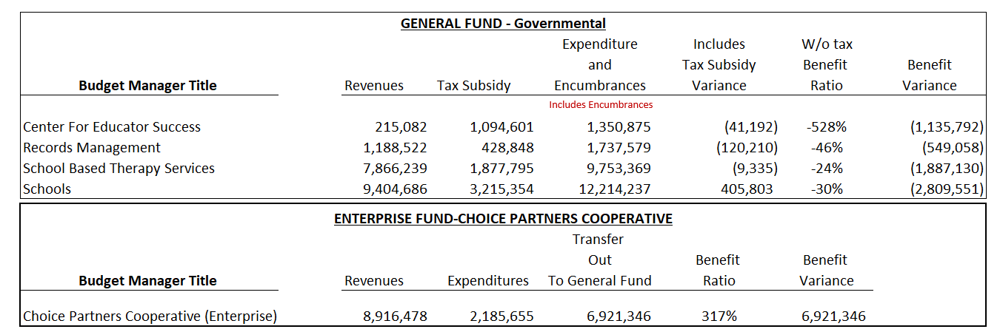 GENERAL FUND - Governmental
Expenditure Includes W/o tax
and Tax Subsidy Benefit Benefit
Budget Manager Title Revenues Tax Subsidy Encumbrances Variance Ratio Variance
Includes Encumbrances
Center For Educator Success 215,082 1,094,601 1,350,875 (41,192) -528% (1,135,792)
Records Management 1,188,522 428,848 1,737,579 (120,210) -46% (549,058)
School Based Therapy Services 7,866,239 1,877,795 9,753,369 (9,335) -24% (1,887,130)
Schools 9,404,686 3,215,354 12,214,237 405,803 -30% (2,809,551)
ENTERPRISE FUND-CHOICE PARTNERS COOPERATIVE
Transfer
Out Benefit Benefit
Budget Manager Title Revenues Expenditures To General Fund Ratio Variance
Choice Partners Cooperative (Enterprise) 8,916,478 2,185,655 6,921,346 317% 6,921,346